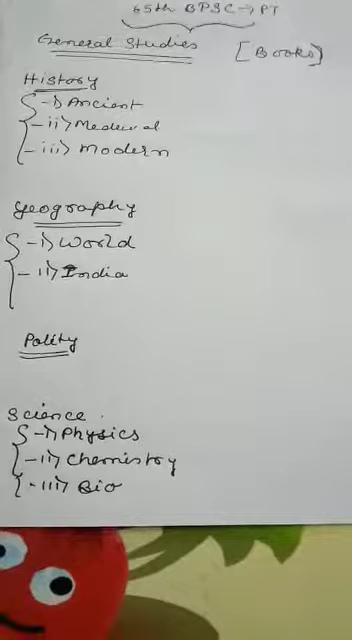 65th BPSC → PT
General Studies [Books]
History
- i) Ancient
- ii) Medieval
- iii) Modern
Geography
- i) World
- ii) India
Polity
Science
- i) Physics
- ii) Chemistry
- iii) Bio